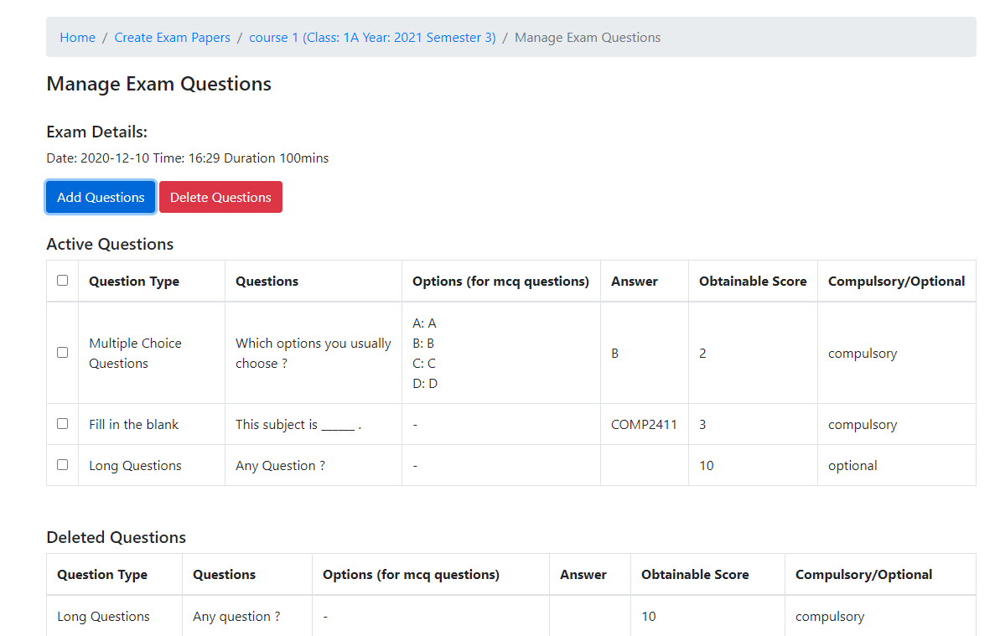 Home / Create Exam Papers / course 1 (Class: 1A Year: 2021 Semester 3) / Manage Exam Questions
Manage Exam Questions
Exam Details:
Date: 2020-12-10 Time: 16:29 Duration 100mins
Add Questions Delete Questions
Active Questions
Question Type Questions Options (for mcq questions) Answer Obtainable Score Compulsory/Optional
Multiple Choice
Questions
Which options you usually
choose ?
A: A
B: B
C: C
D: D
B
2
compulsory
Fill in the blank This subject is ______ . - COMP2411 3 compulsory
Long Questions Any Question ? - 10 optional
Deleted Questions
Question Type Questions Options (for mcq questions) Answer Obtainable Score Compulsory/Optional
Long Questions Any question ? - 10 compulsory